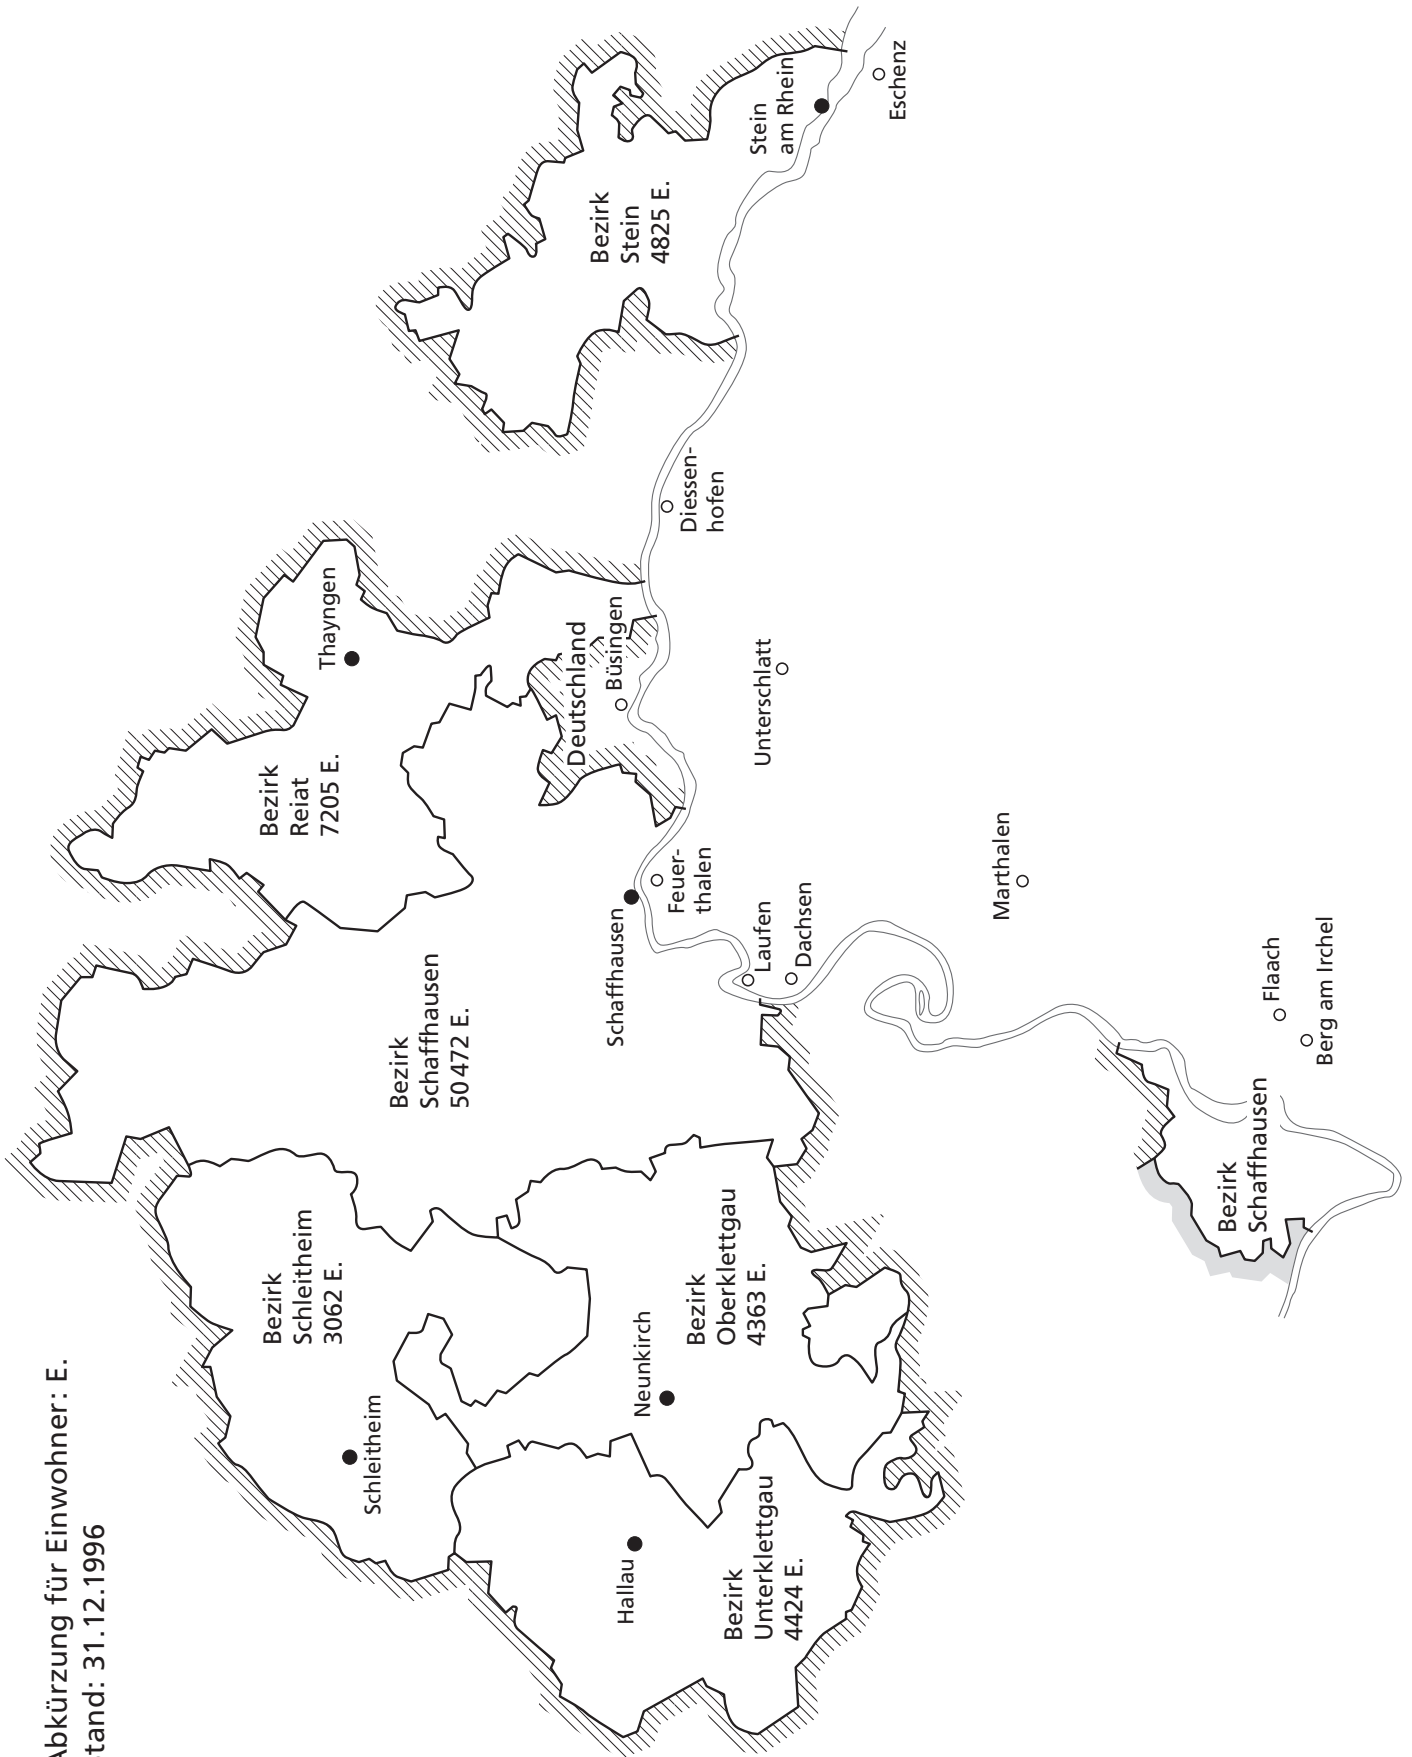 Abkürzung für Einwohner: E.
tand: 31.12.1996
Bezirk
Schleitheim
3062 E.
Bezirk
Reiat
7205 E.
Thayngen
Schleitheim
Bezirk
Schaffhausen
50 472 E.
Deutschland
Büsingen
Bezirk
Stein
4825 E.
Hallau
Neunkirch
Schaffhausen
Feuer-
thalen
Diessen-
hofen
Bezirk
Oberklettgau
4363 E.
Bezirk
Unterklettgau
4424 E.
Laufen
Dachsen
Unterschlatt
Stein
am Rhein
Eschenz
Marthalen
Bezirk
Schaffhausen
Flaach
Berg am Irchel